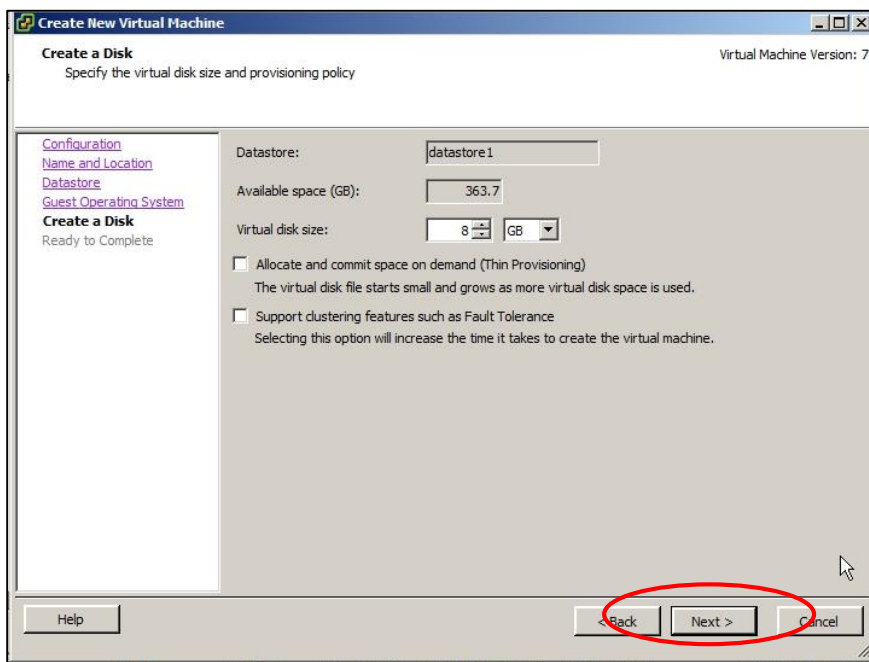 Create New Virtual Machine
Create a Disk
Specify the virtual disk size and provisioning policy
Virtual Machine Version: 7
Configuration
Name and Location
Datastore
Guest Operating System
Create a Disk
Ready to Complete
Datastore: datastore1
Available space (GB): 363.7
Virtual disk size: 8 GB
Allocate and commit space on demand (Thin Provisioning)
The virtual disk file starts small and grows as more virtual disk space is used.
Support clustering features such as Fault Tolerance
Selecting this option will increase the time it takes to create the virtual machine.
Help < Back Next > Cancel